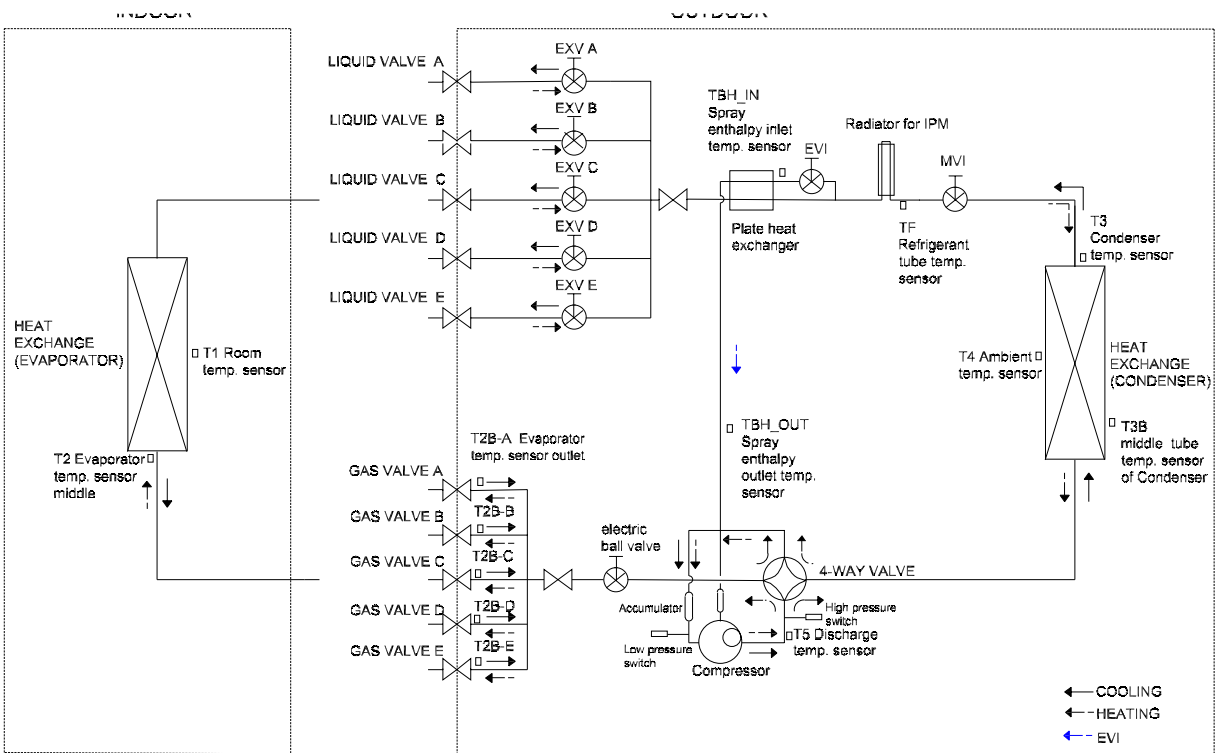 INDOOR
OUTDOOR
LIQUID VALVE A
EXV A
LIQUID VALVE B
EXV B
LIQUID VALVE C
EXV C
LIQUID VALVE D
EXV D
LIQUID VALVE E
EXV E
TBH_IN
Spray
enthalpy inlet
temp. sensor
EVI
Radiator for IPM
MVI
Plate heat
exchanger
TF
Refrigerant
tube temp.
sensor
T3
Condenser
temp. sensor
HEAT
EXCHANGE
(EVAPORATOR)
T1 Room
temp. sensor
T4 Ambient
temp. sensor
HEAT
EXCHANGE
(CONDENSER)
T2 Evaporator
temp. sensor
middle
T2B-A Evaporator
temp. sensor outlet
TBH_OUT
Spray
enthalpy
outlet temp.
sensor
T3B
middle tube
temp. sensor
of Condenser
GAS VALVE A
GAS VALVE B
T2B-B
GAS VALVE C
T2B-C
GAS VALVE D
T2B-D
GAS VALVE E
T2B-E
electric
ball valve
4-WAY VALVE
Accumulator
High pressure
switch
Low pressure
switch
T5 Discharge
temp. sensor
Compressor
COOLING
HEATING
EVI